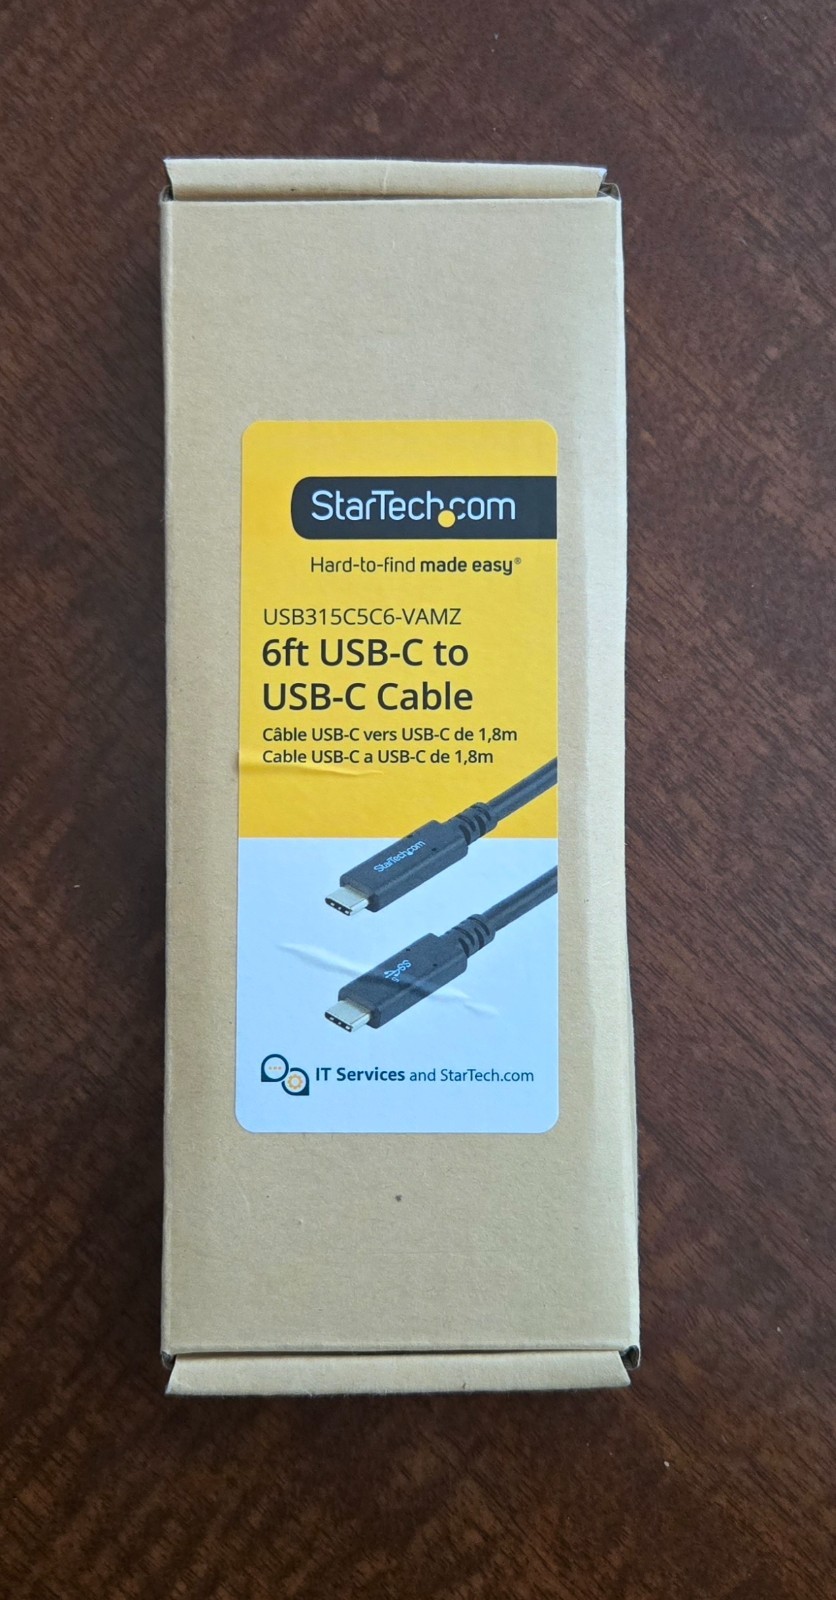 StarTech.com
Hard-to-find made easy®
USB315C5C6-VAMZ
6ft USB-C to
USB-C Cable
Câble USB-C vers USB-C de 1,8m
Cable USB-C a USB-C de 1,8m
StarTech.com
SS
IT Services and StarTech.com